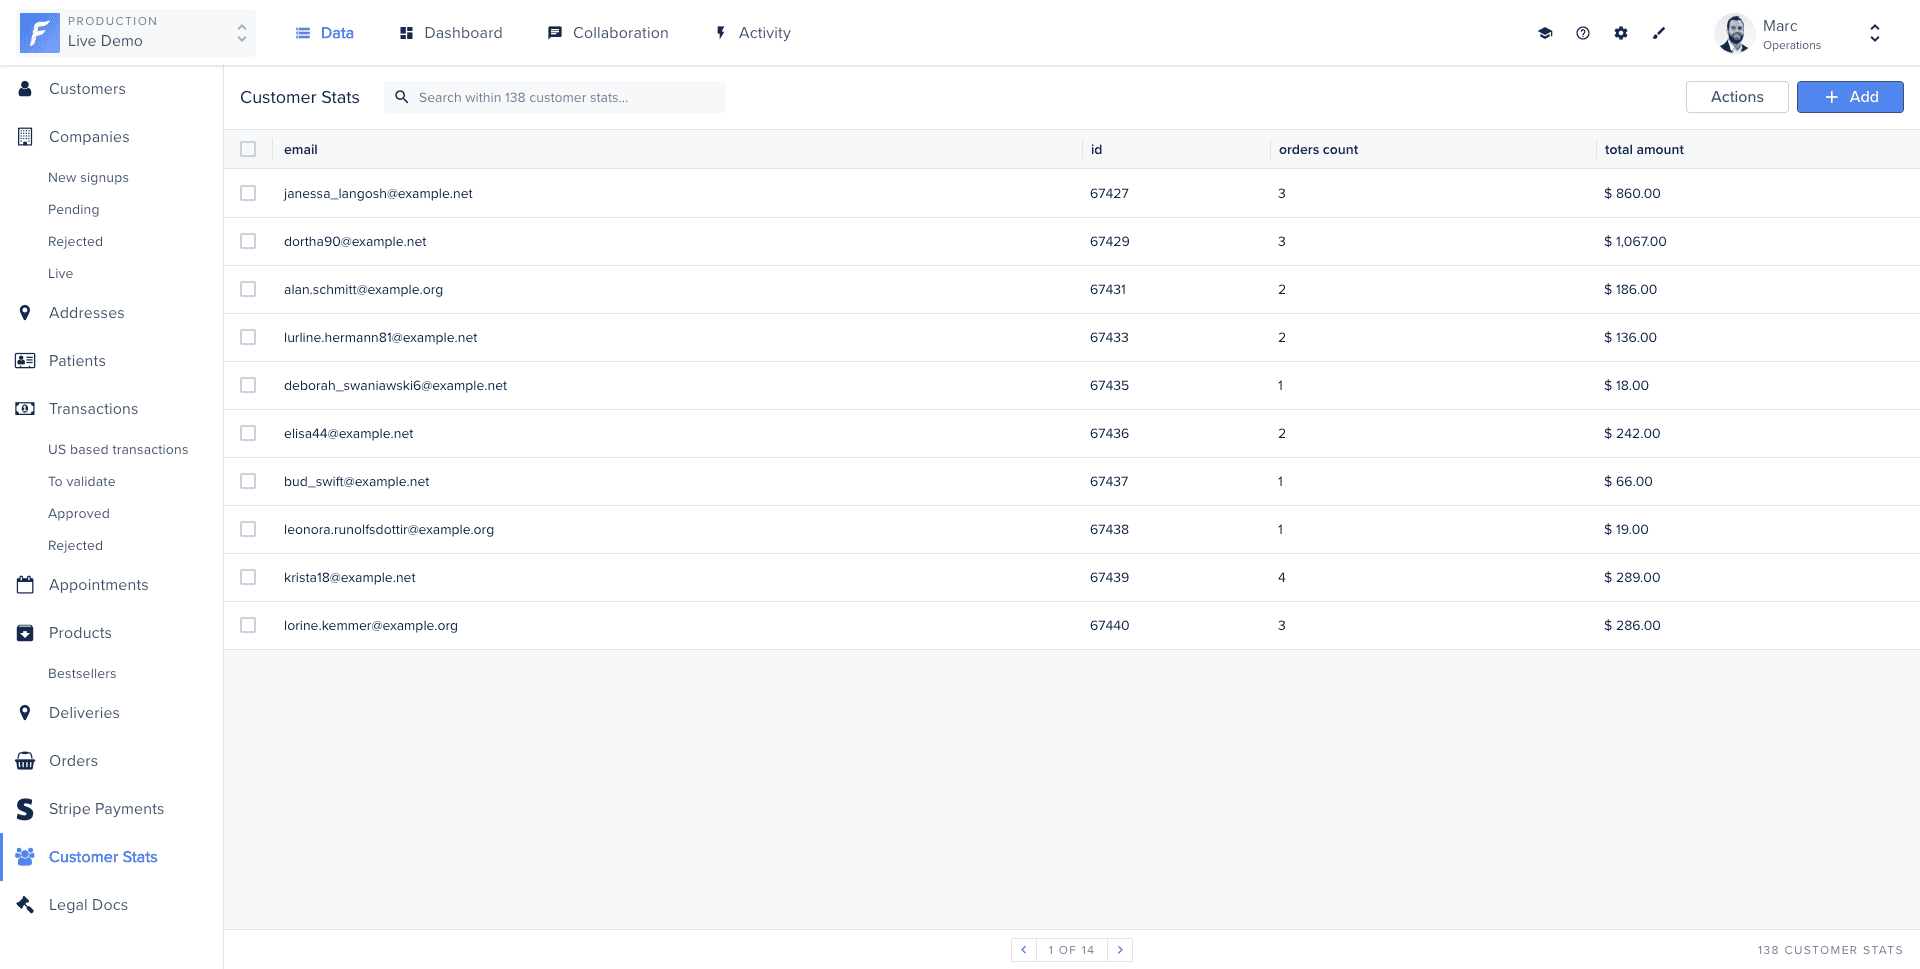 PRODUCTION
Live Demo
Data
Dashboard
Collaboration
Activity
Marc
Operations
Customers
Companies
New signups
Pending
Rejected
Live
Addresses
Patients
Transactions
US based transactions
To validate
Approved
Rejected
Appointments
Products
Bestsellers
Deliveries
Orders
Stripe Payments
Customer Stats
Legal Docs
Customer Stats
Search within 138 customer stats...
Actions
+ Add
email id orders count total amount
janessa_langosh@example.net 67427 3 $ 860.00
dortha90@example.net 67429 3 $ 1,067.00
alan.schmitt@example.org 67431 2 $ 186.00
lurline.hermann81@example.net 67433 2 $ 136.00
deborah_swaniawski6@example.net 67435 1 $ 18.00
elisa44@example.net 67436 2 $ 242.00
bud_swift@example.net 67437 1 $ 66.00
leonora.runolfsdottir@example.org 67438 1 $ 19.00
krista18@example.net 67439 4 $ 289.00
lorine.kemmer@example.org 67440 3 $ 286.00
1 OF 14
138 CUSTOMER STATS